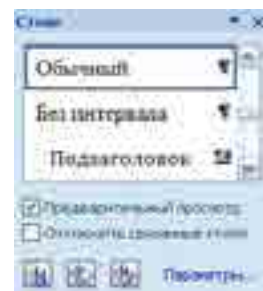 Стили
Обычный
Без интервала
Подзаголовок
Предварительный просмотр
Отключить связанные стили
Параметры...